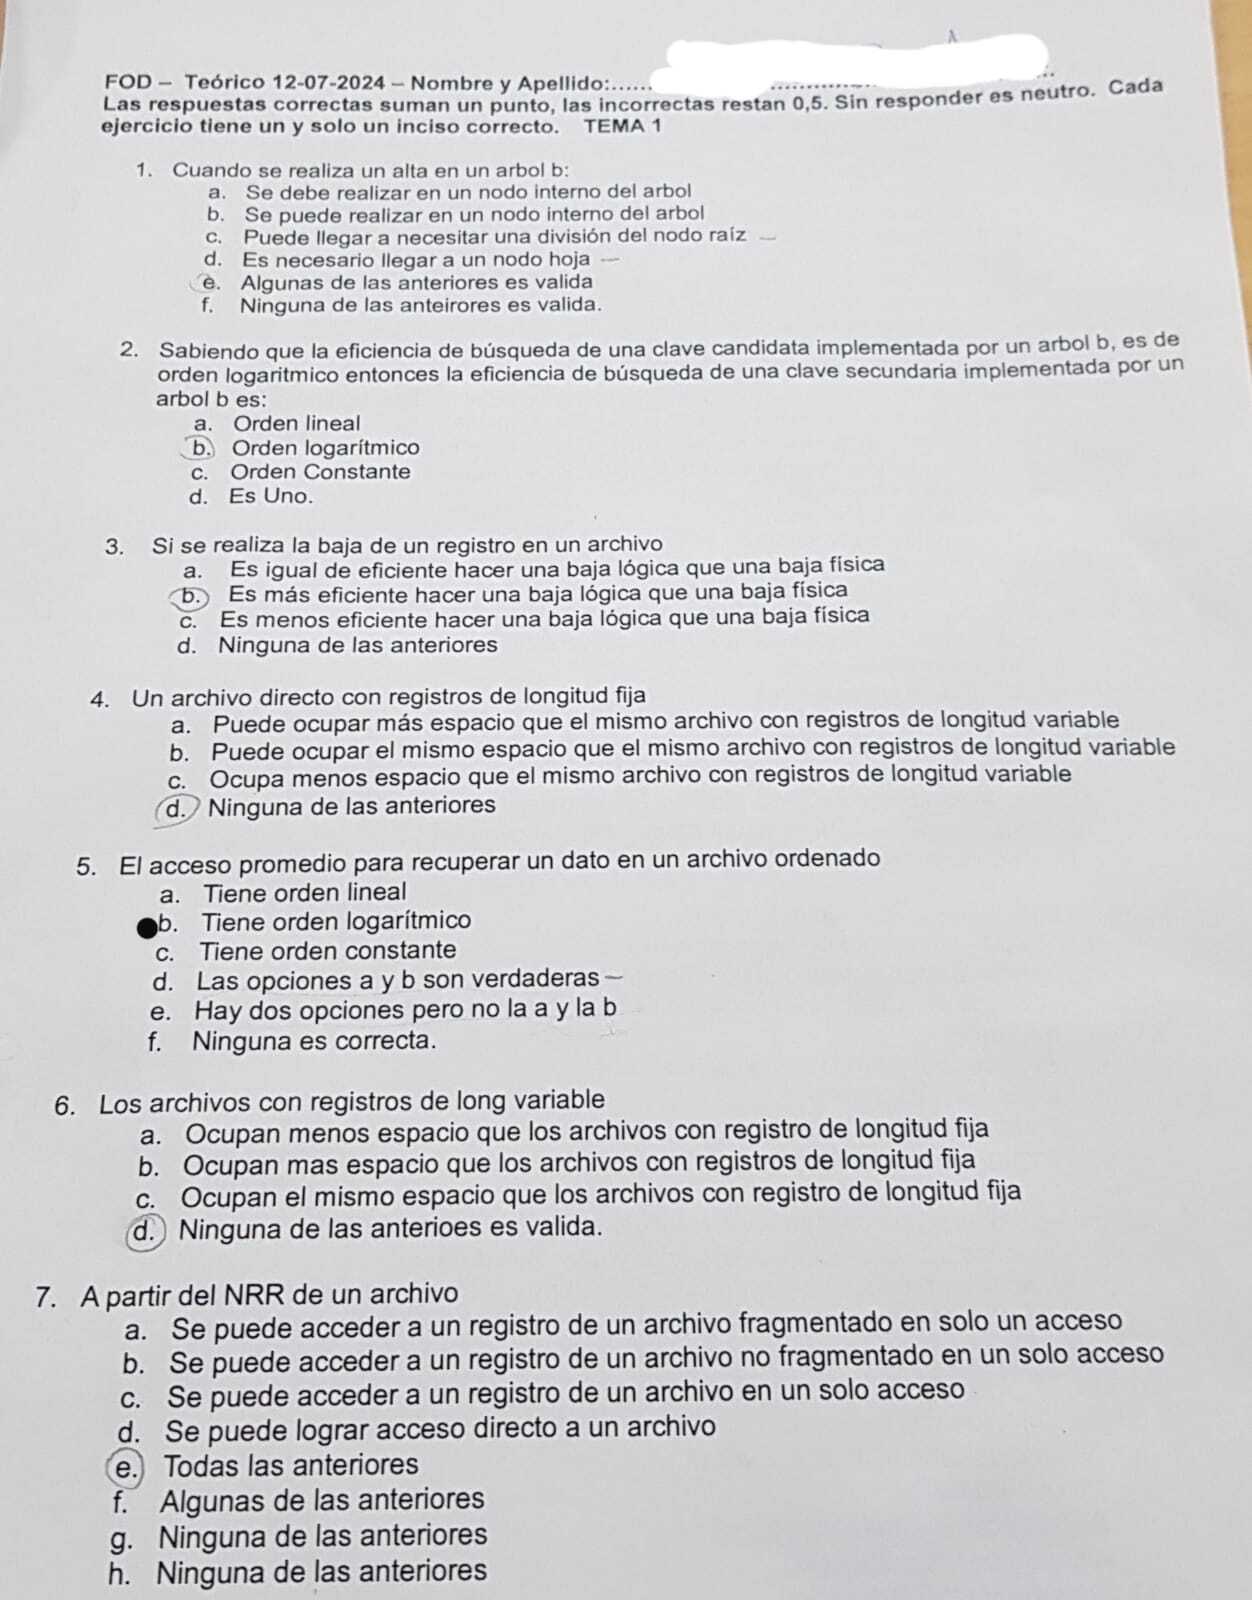 FOD – Teórico 12-07-2024 – Nombre y Apellido:......
Las respuestas correctas suman un punto, las incorrectas restan 0,5. Sin responder es neutro. Cada
ejercicio tiene un y solo un inciso correcto. TEMA 1
1. Cuando se realiza un alta en un arbol b:
a. Se debe realizar en un nodo interno del arbol
b. Se puede realizar en un nodo interno del arbol
c. Puede llegar a necesitar una división del nodo raíz
d. Es necesario llegar a un nodo hoja
e. Algunas de las anteriores es valida
f. Ninguna de las anteirores es valida.
2. Sabiendo que la eficiencia de búsqueda de una clave candidata implementada por un arbol b, es de
orden logaritmico entonces la eficiencia de búsqueda de una clave secundaria implementada por un
arbol b es:
a. Orden lineal
b. Orden logarítmico
c. Orden Constante
d. Es Uno.
3. Si se realiza la baja de un registro en un archivo
a. Es igual de eficiente hacer una baja lógica que una baja física
b. Es más eficiente hacer una baja lógica que una baja física
c. Es menos eficiente hacer una baja lógica que una baja física
d. Ninguna de las anteriores
4. Un archivo directo con registros de longitud fija
a. Puede ocupar más espacio que el mismo archivo con registros de longitud variable
b. Puede ocupar el mismo espacio que el mismo archivo con registros de longitud variable
c. Ocupa menos espacio que el mismo archivo con registros de longitud variable
d. Ninguna de las anteriores
5. El acceso promedio para recuperar un dato en un archivo ordenado
a. Tiene orden lineal
b. Tiene orden logarítmico
c. Tiene orden constante
d. Las opciones a y b son verdaderas
e. Hay dos opciones pero no la a y la b
f. Ninguna es correcta.
6. Los archivos con registros de long variable
a. Ocupan menos espacio que los archivos con registro de longitud fija
b. Ocupan mas espacio que los archivos con registros de longitud fija
c. Ocupan el mismo espacio que los archivos con registro de longitud fija
d. Ninguna de las anterioes es valida.
7. A partir del NRR de un archivo
a. Se puede acceder a un registro de un archivo fragmentado en solo un acceso
b. Se puede acceder a un registro de un archivo no fragmentado en un solo acceso
c. Se puede acceder a un registro de un archivo en un solo acceso
d. Se puede lograr acceso directo a un archivo
e. Todas las anteriores
f. Algunas de las anteriores
g. Ninguna de las anteriores
h. Ninguna de las anteriores